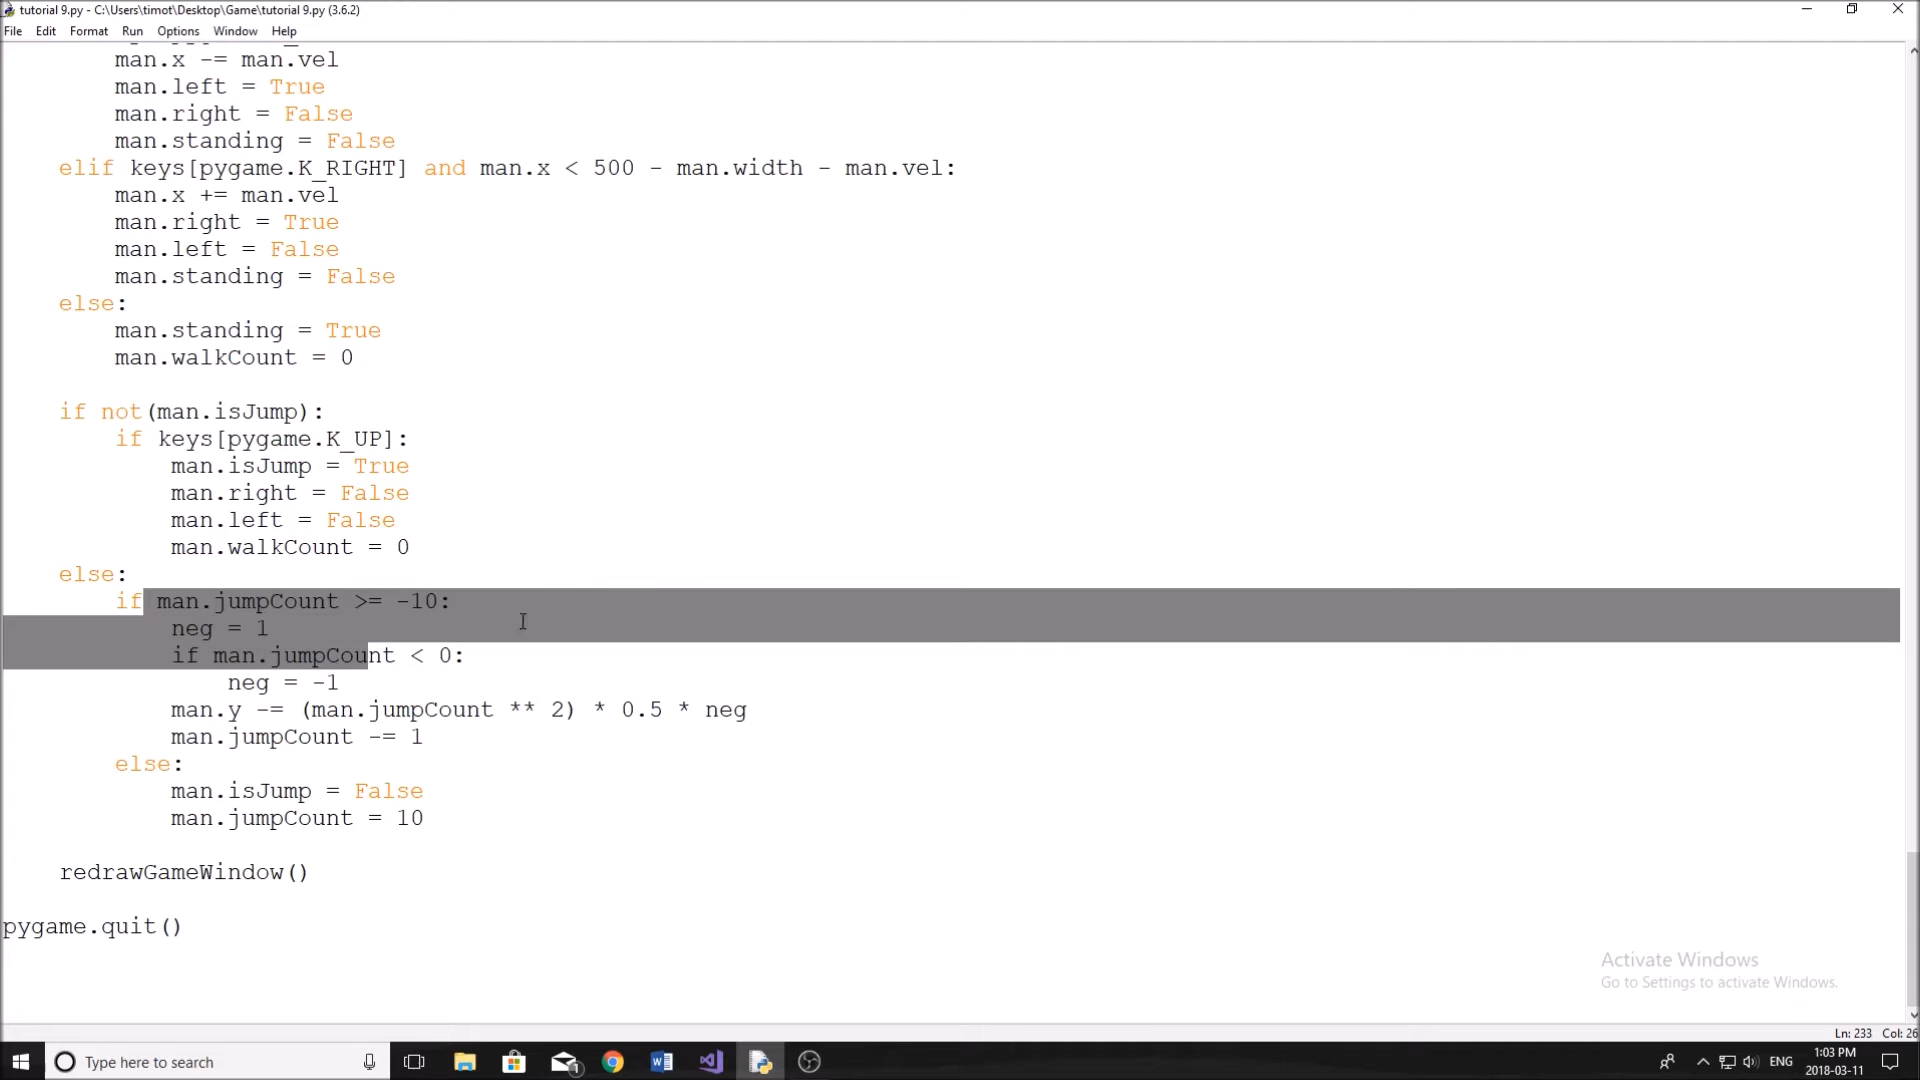 tutorial 9.py - C:\Users\timot\Desktop\Game\tutorial 9.py (3.6.2)
File Edit Format Run Options Window Help
man.x -= man.vel
man.left = True
man.right = False
man.standing = False
elif keys[pygame.K_RIGHT] and man.x < 500 - man.width - man.vel:
man.x += man.vel
man.right = True
man.left = False
man.standing = False
else:
man.standing = True
man.walkCount = 0
if not(man.isJump):
if keys[pygame.K_UP]:
man.isJump = True
man.right = False
man.left = False
man.walkCount = 0
else:
if man.jumpCount >= -10:
neg = 1
if man.jumpCount < 0:
neg = -1
man.y -= (man.jumpCount ** 2) * 0.5 * neg
man.jumpCount -= 1
else:
man.isJump = False
man.jumpCount = 10
redrawGameWindow()
pygame.quit()
Activate Windows
Go to Settings to activate Windows.
Ln: 233 Col: 26
Type here to search
ENG
1:03 PM
2018-03-11